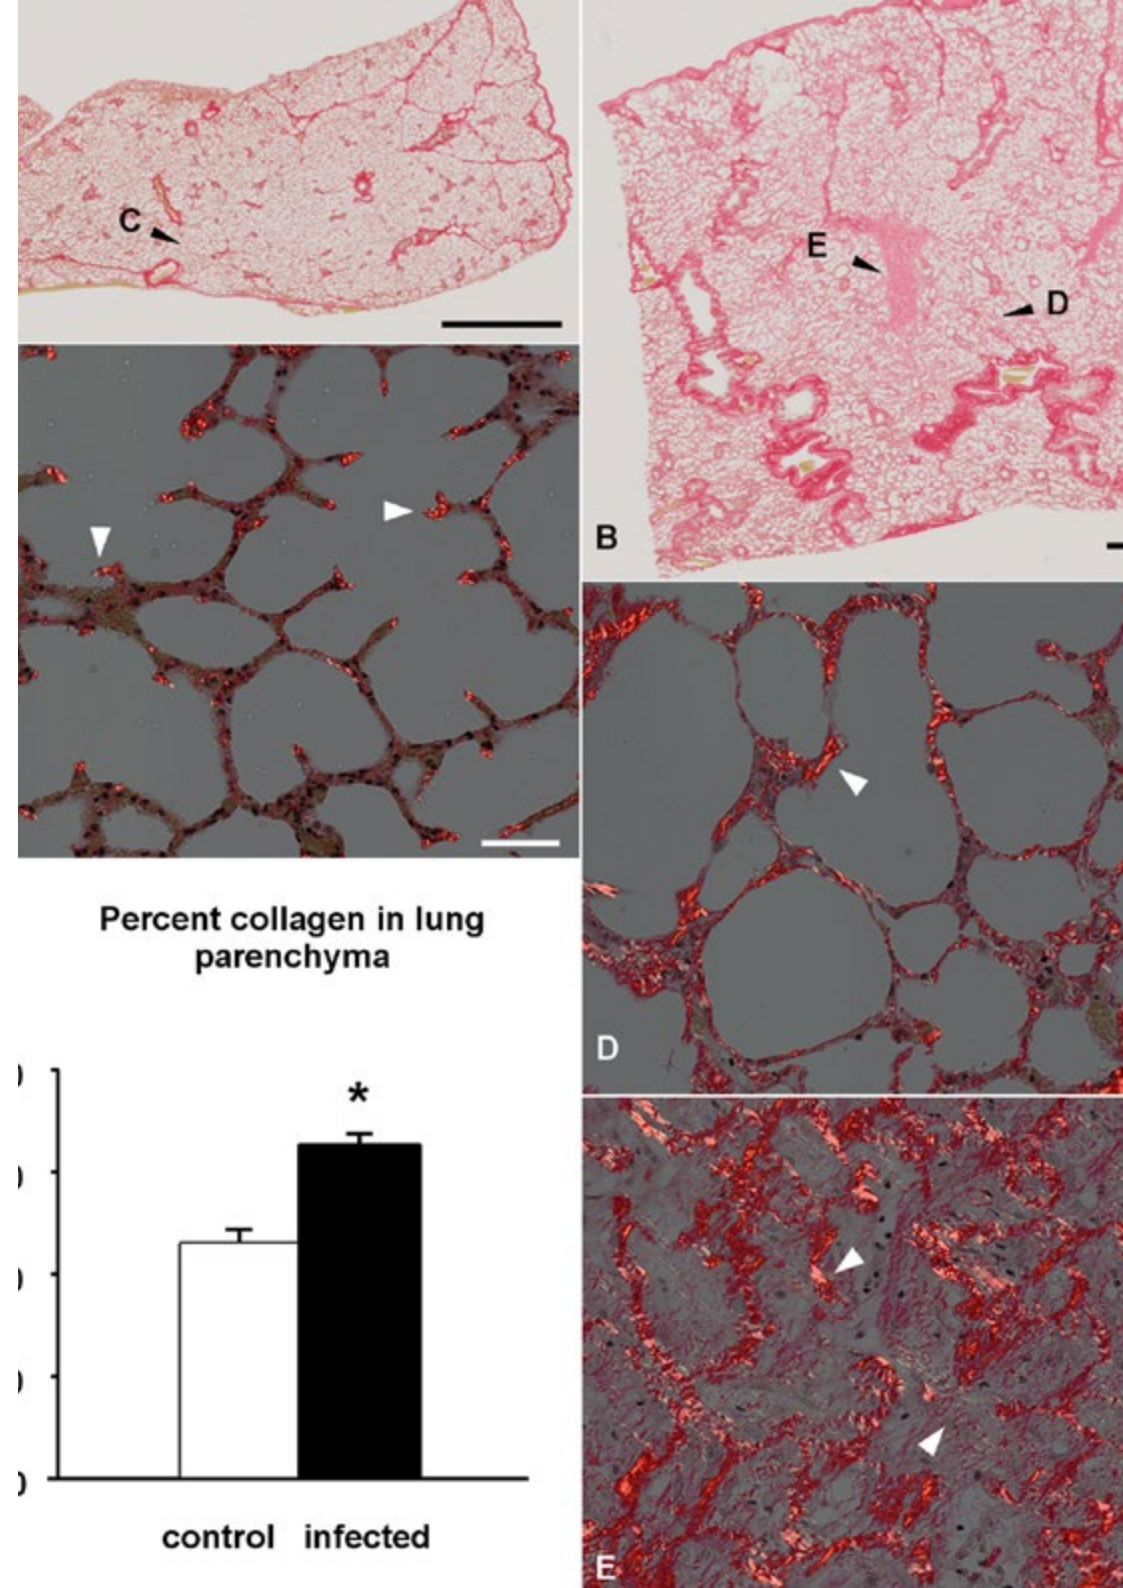 C
E
D
B
D
Percent collagen in lung
parenchyma
*
control infected
E